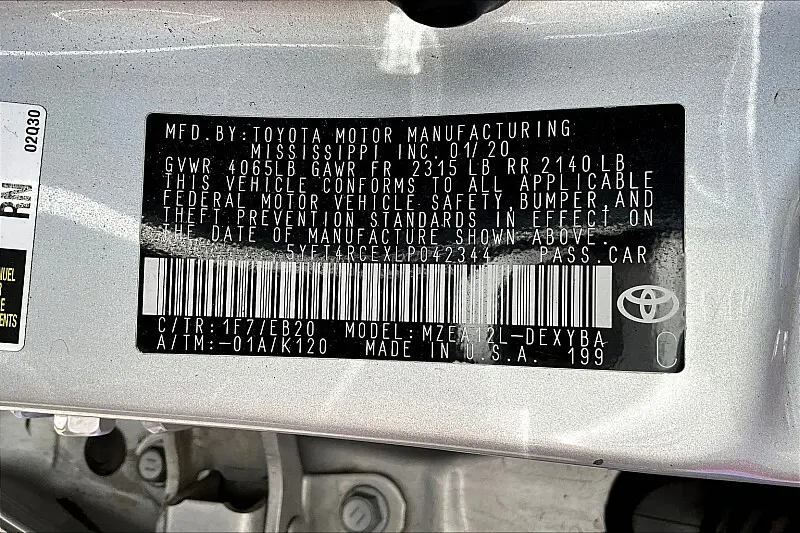 02Q30
MFD.BY:TOYOTA MOTOR MANUFACTURING
MISSISSIPPI INC. 01/20
GVWR 4065LB GAWR FR 2315 LB RR 2140 LB
THIS VEHICLE CONFORMS TO ALL APPLICABLE
FEDERAL MOTOR VEHICLE SAFETY, BUMPER, AND
THEFT PREVENTION STANDARDS IN EFFECT ON
THE DATE OF MANUFACTURE SHOWN ABOVE.
5YFT4RCEXLP042344 PASS.CAR
C/TR: 1F7/EB20 MODEL: MZEA12L-DEXYBA
A/TM:-01A/K120 MADE IN U.S.A. 199